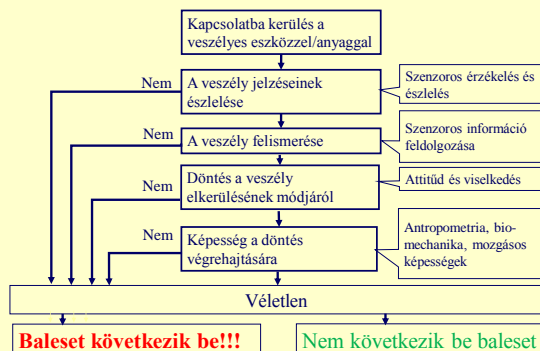 Kapcsolatba kerülés a
veszélyes eszközzel/anyaggal
Nem
A veszély jelzéseinek
észlelése
Szenzoros érzékelés és
észlelés
Nem
A veszély felismerése
Szenzoros információ
feldolgozása
Nem
Döntés a veszély
elkerülésének módjáról
Attitűd és viselkedés
Nem
Képesség a döntés
végrehajtására
Antropometria, bio-
mechanika, mozgásos
képességek
Véletlen
Baleset következik be!!!
Nem következik be baleset